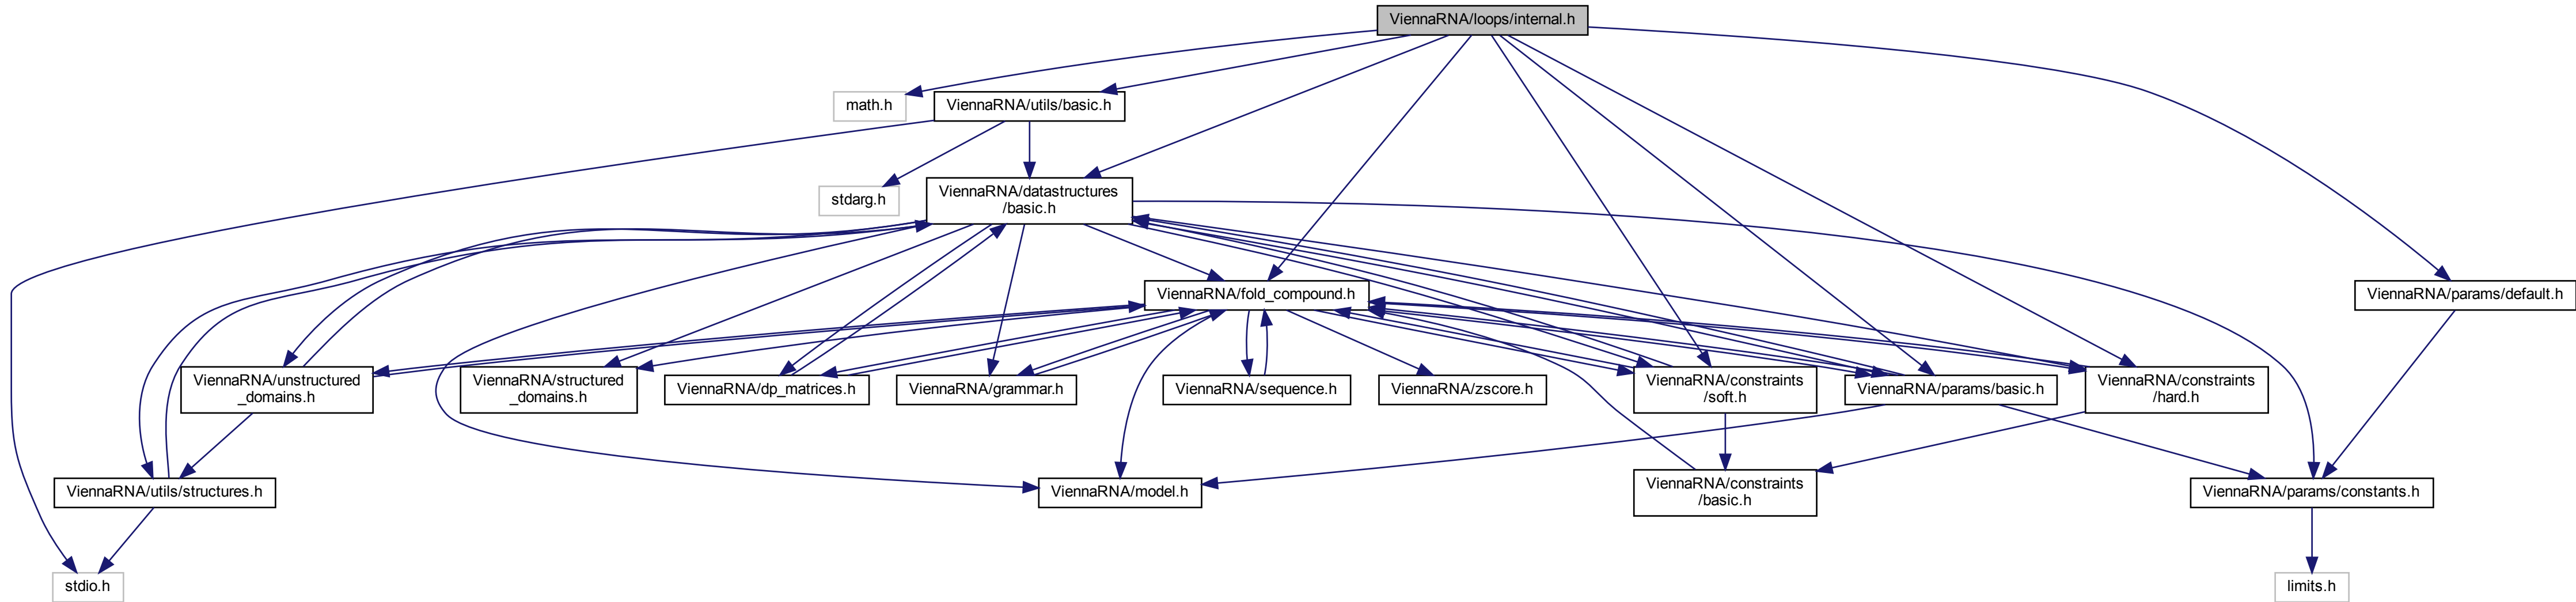 ViennaRNA/loops/internal.h
math.h
ViennaRNA/utils/basic.h
stdarg.h
ViennaRNA/datastructures
/basic.h
ViennaRNA/fold_compound.h
ViennaRNA/params/default.h
ViennaRNA/unstructured
_domains.h
ViennaRNA/structured
_domains.h
ViennaRNA/dp_matrices.h
ViennaRNA/grammar.h
ViennaRNA/sequence.h
ViennaRNA/zscore.h
ViennaRNA/constraints
/soft.h
ViennaRNA/params/basic.h
ViennaRNA/constraints
/hard.h
ViennaRNA/utils/structures.h
ViennaRNA/model.h
ViennaRNA/constraints
/basic.h
ViennaRNA/params/constants.h
stdio.h
limits.h